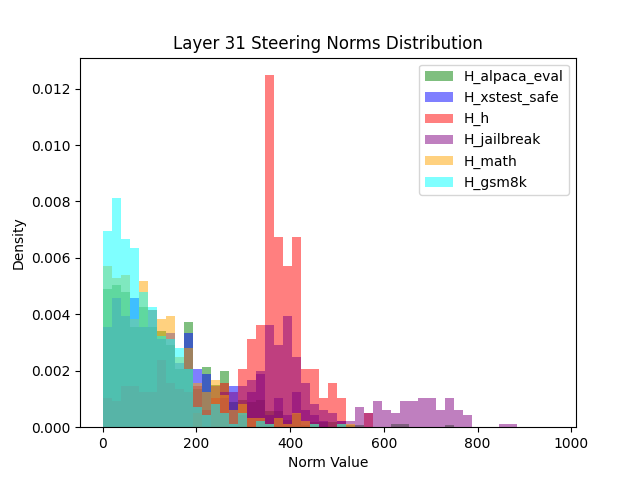 Layer 31 Steering Norms Distribution
H_alpaca_eval
H_xstest_safe
H_h
H_jailbreak
H_math
H_gsm8k
0.012
0.010
0.008
0.006
0.004
0.002
0.000
Density
0 200 400 600 800 1000
Norm Value